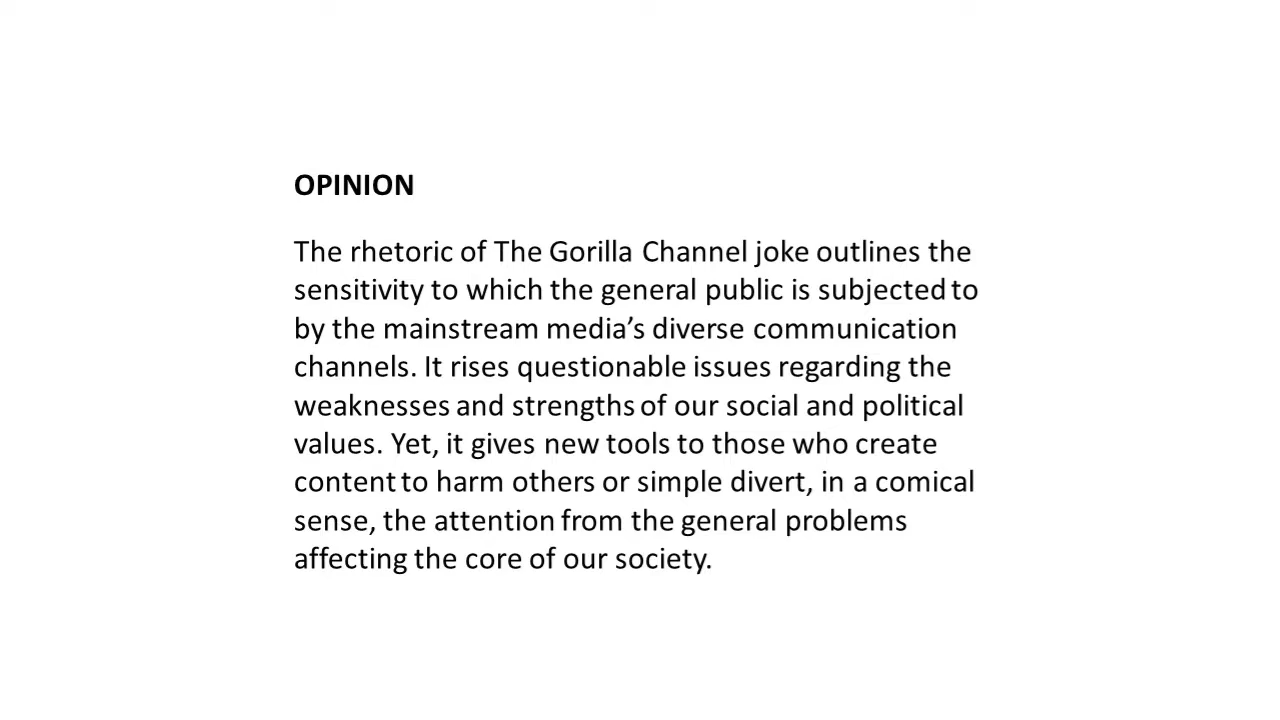 OPINION
The rhetoric of The Gorilla Channel joke outlines the
sensitivity to which the general public is subjected to
by the mainstream media’s diverse communication
channels. It rises questionable issues regarding the
weaknesses and strengths of our social and political
values. Yet, it gives new tools to those who create
content to harm others or simple divert, in a comical
sense, the attention from the general problems
affecting the core of our society.